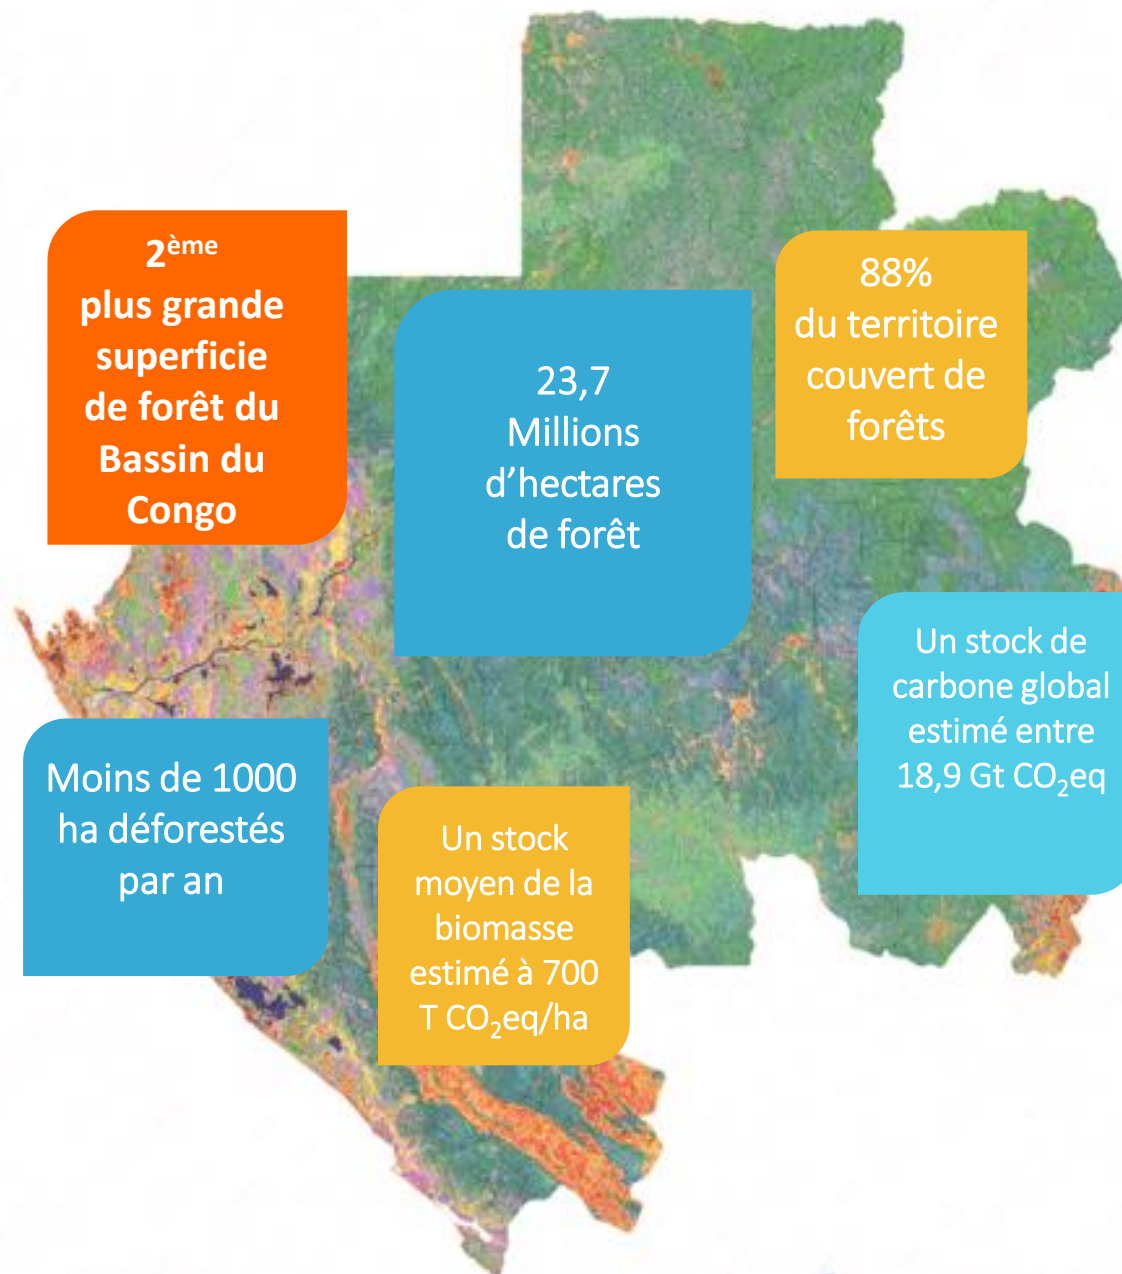 2ème
plus grande
superficie
de forêt du
Bassin du
Congo
23,7
Millions
d’hectares
de forêt
88%
du territoire
couvert de
forêts
Un stock de
carbone global
estimé entre
18,9 Gt CO₂eq
Moins de 1000
ha déforestés
par an
Un stock
moyen de la
biomasse
estimé à 700
T CO₂eq/ha